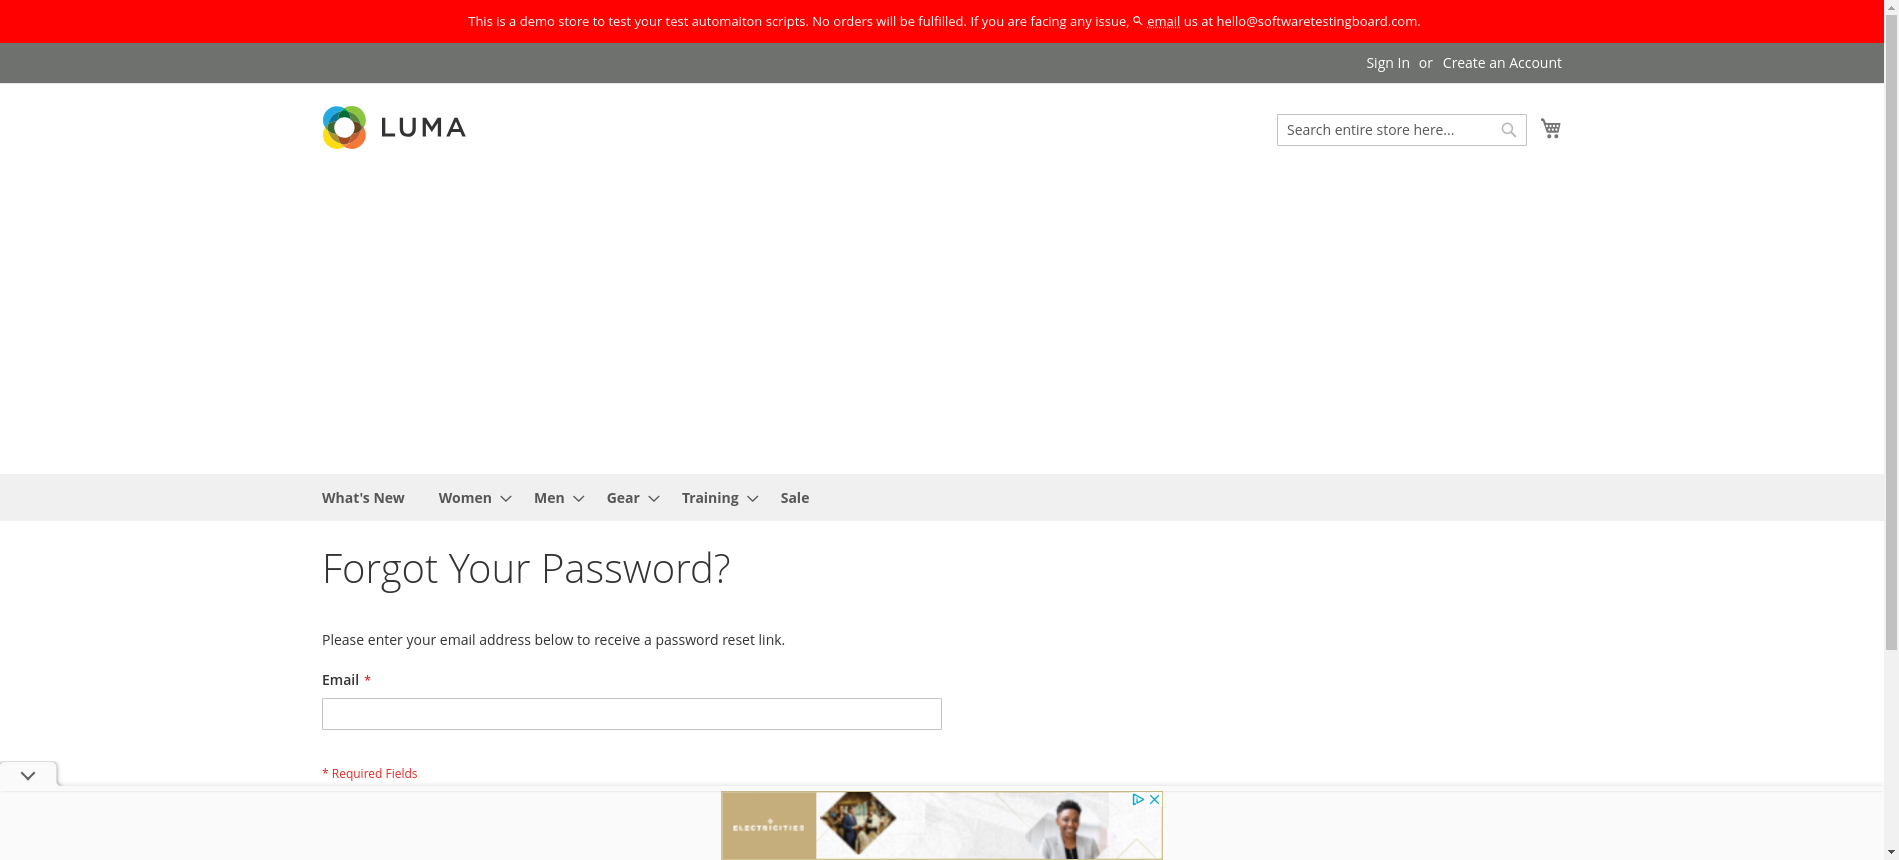 This is a demo store to test your test automaiton scripts. No orders will be fulfilled. If you are facing any issue, email us at hello@softwaretestingboard.com.
Sign In or Create an Account
LUMA
Search entire store here...
What's New Women Men Gear Training Sale
Forgot Your Password?
Please enter your email address below to receive a password reset link.
Email *
* Required Fields
ELECTRICITIES